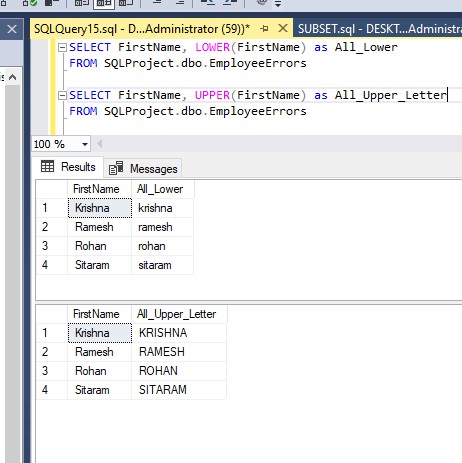 SQLQuery15.sql - D...Administrator (59))*
SUBSET.sql - DESKT...Administra
SELECT FirstName, LOWER(FirstName) as All_Lower
FROM SQLProject.dbo.EmployeeErrors
SELECT FirstName, UPPER(FirstName) as All_Upper_Letter
FROM SQLProject.dbo.EmployeeErrors
100 %
Results Messages
FirstName All_Lower
1 Krishna krishna
2 Ramesh ramesh
3 Rohan rohan
4 Sitaram sitaram
FirstName All_Upper_Letter
1 Krishna KRISHNA
2 Ramesh RAMESH
3 Rohan ROHAN
4 Sitaram SITARAM